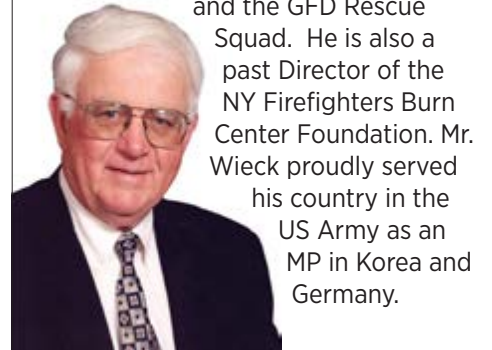 and the GFD Rescue
Squad. He is also a
past Director of the
NY Firefighters Burn
Center Foundation. Mr.
Wieck proudly served
his country in the
US Army as an
MP in Korea and
Germany.